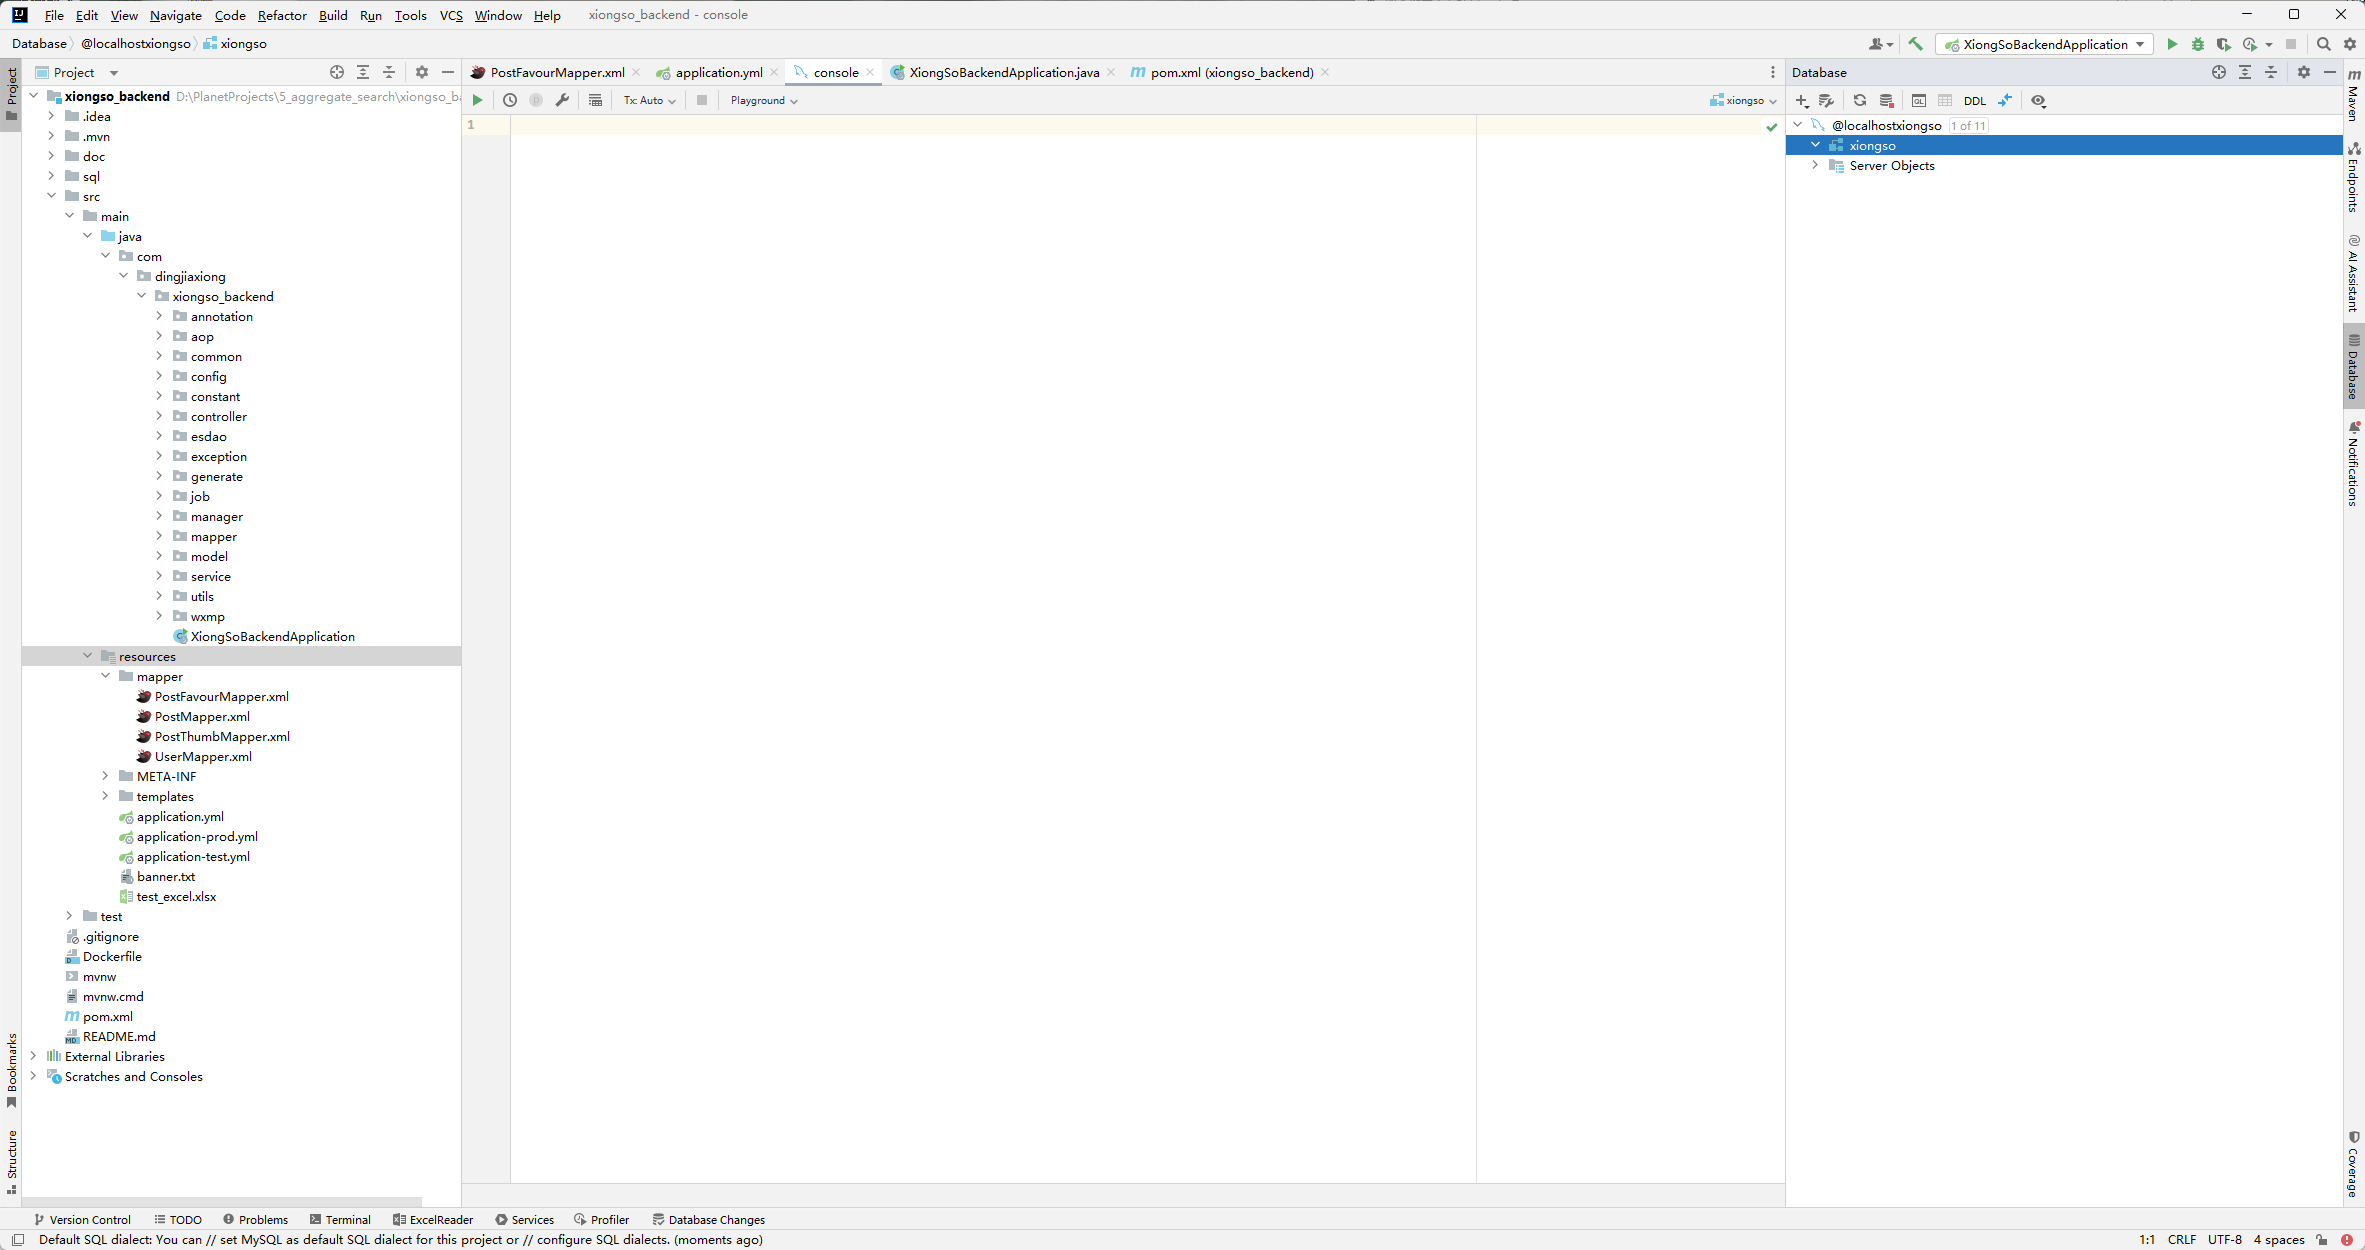 File Edit View Navigate Code Refactor Build Run Tools VCS Window Help xiongso_backend - console
Database @localhostxiongso xiongso XiongSoBackendApplication
Project PostFavourMapper.xml application.yml console XiongSoBackendApplication.java pom.xml (xiongso_backend) Database
Tx: Auto Playground xiongso DDL
xiongso_backend D:\PlanetProjects\5_aggregate_search\xiongso_b
.idea
.mvn
doc
sql
src
main
java
com
dingjiaxiong
xiongso_backend
annotation
aop
common
config
constant
controller
esdao
exception
generate
job
manager
mapper
model
service
utils
wxmp
XiongSoBackendApplication
resources
mapper
PostFavourMapper.xml
PostMapper.xml
PostThumbMapper.xml
UserMapper.xml
META-INF
templates
application.yml
application-prod.yml
application-test.yml
banner.txt
test_excel.xlsx
test
.gitignore
Dockerfile
mvnw
mvnw.cmd
pom.xml
README.md
External Libraries
Scratches and Consoles
1
@localhostxiongso 1 of 11
xiongso
Server Objects
Project
Bookmarks
Structure
Maven
Endpoints
AI Assistant
Database
Notifications
Coverage
Version Control TODO Problems Terminal ExcelReader Services Profiler Database Changes
Default SQL dialect: You can // set MySQL as default SQL dialect for this project or // configure SQL dialects. (moments ago) 1:1 CRLF UTF-8 4 spaces